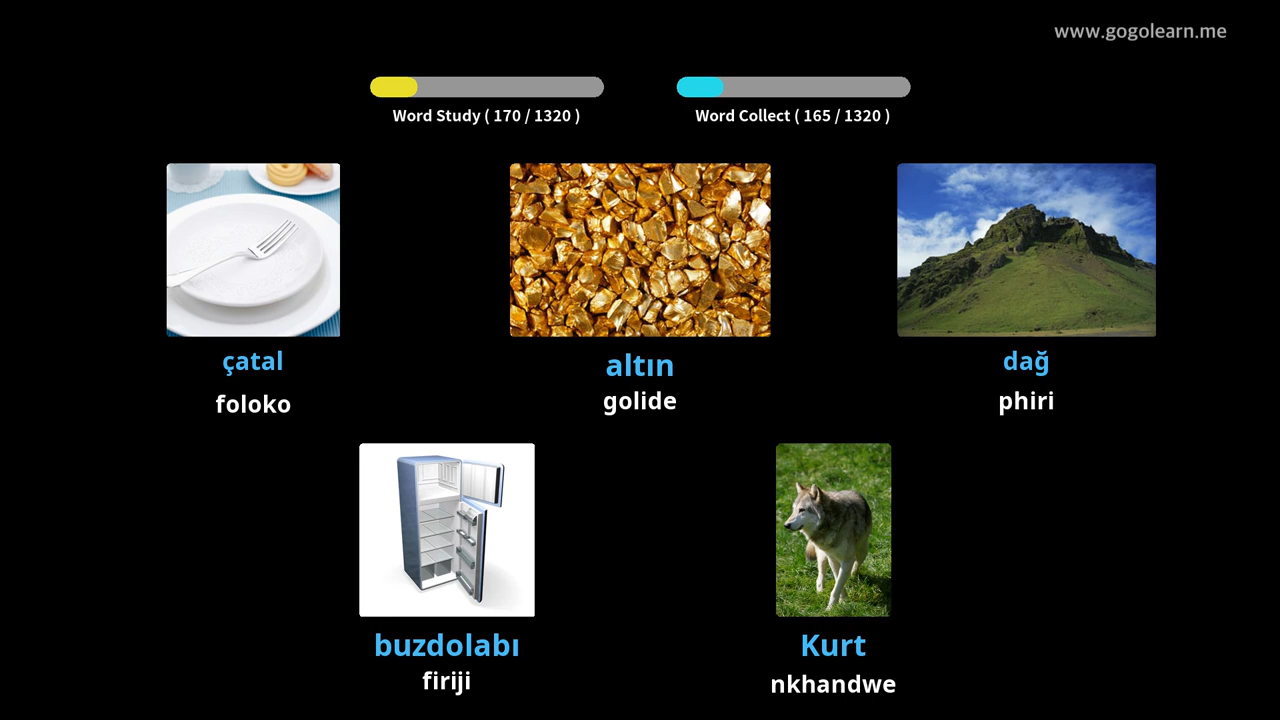 www.gogolearn.me
Word Study ( 170 / 1320 )
Word Collect ( 165 / 1320 )
çatal
foloko
altın
golide
dağ
phiri
buzdolabı
firiji
Kurt
nkhandwe